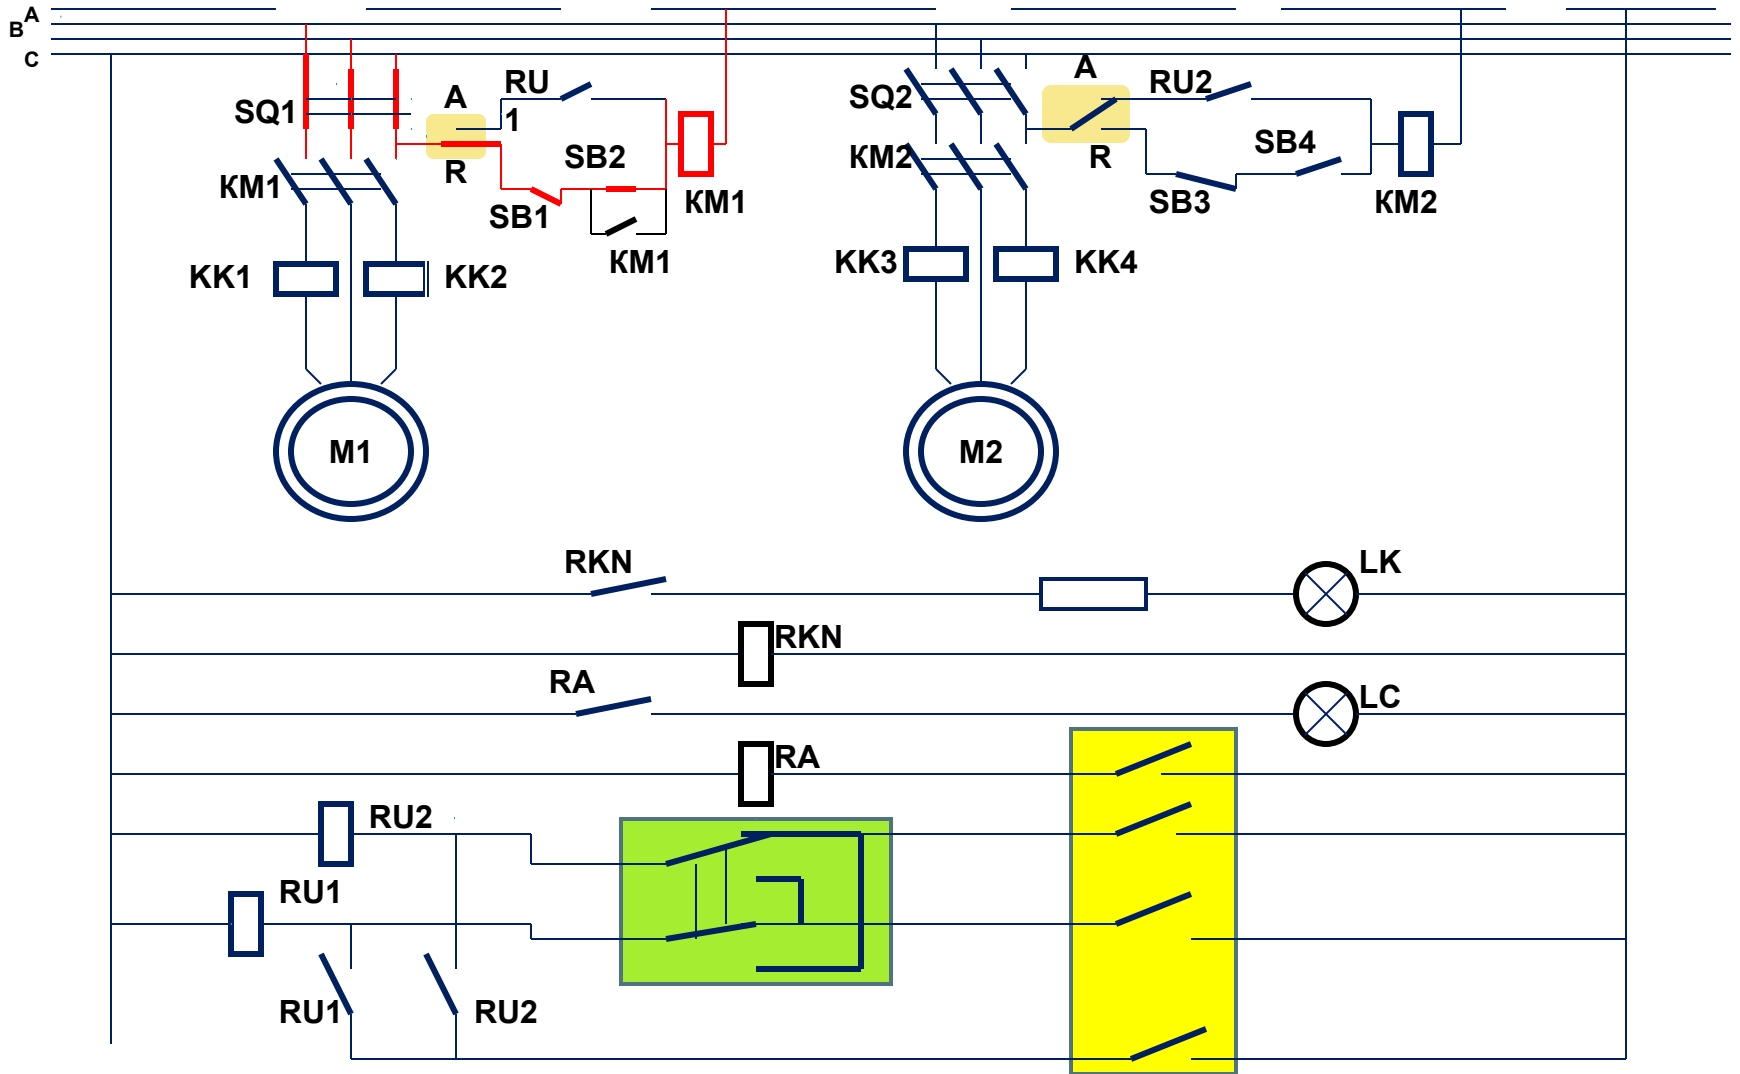 A
B
C
SQ1
A
RU
1
R
SB2
KM1
SB1
KM1
KM1
KK1
KK2
M1
SQ2
A
RU2
KM2
R
SB4
SB3
KM2
KK3
KK4
M2
RKN
LK
RKN
RA
LC
RA
RU2
RU1
RU1
RU2